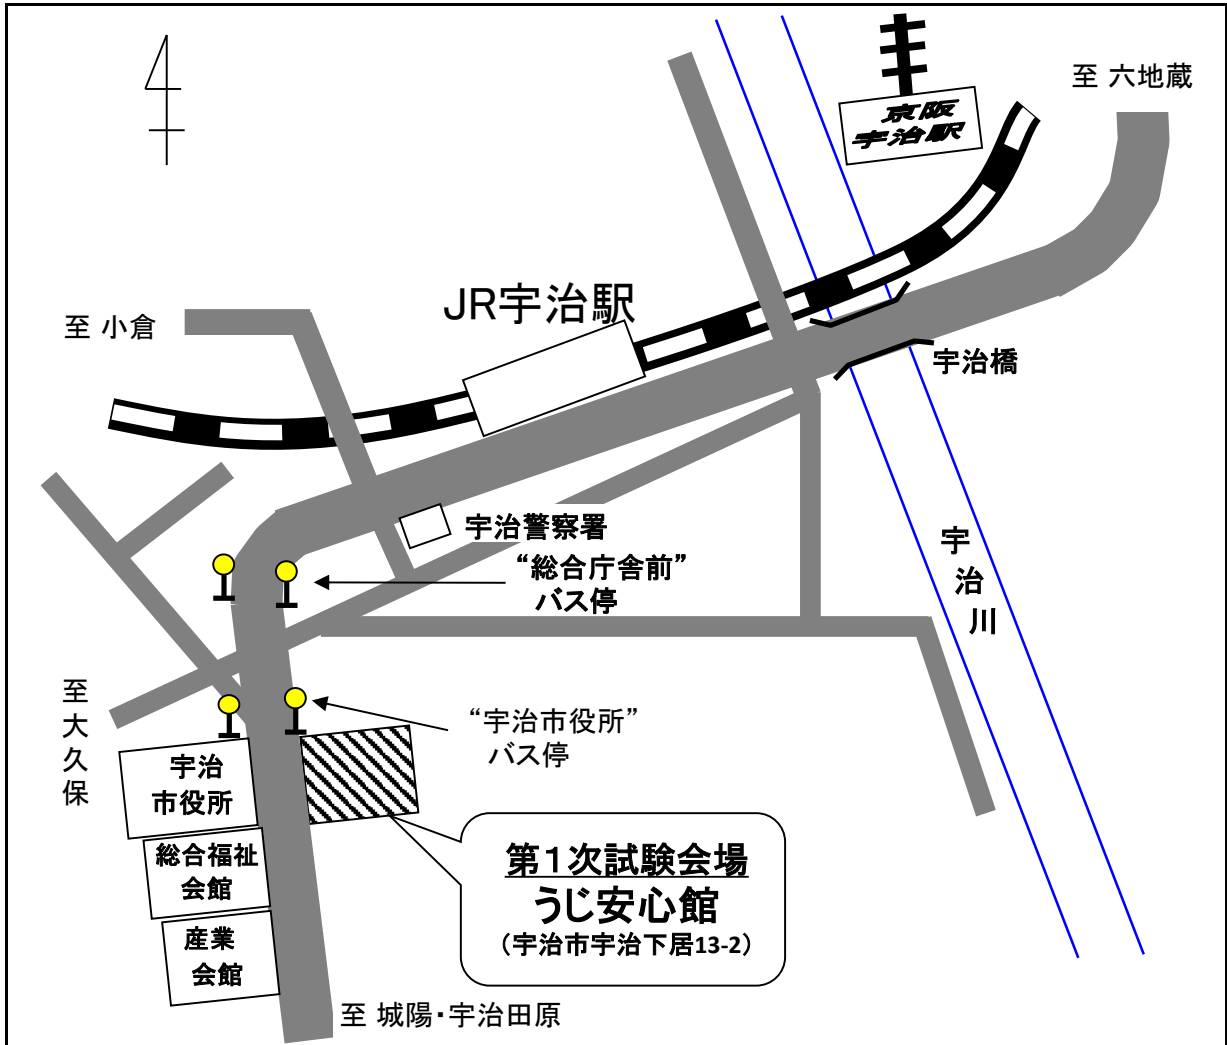 至 六地蔵
京阪
宇治駅
JR宇治駅
至 小倉
宇治橋
宇治警察署
“総合庁舎前”
バス停
宇治川
至大久保
“宇治市役所”
バス停
宇治
市役所
総合福祉
会館
産業
会館
第1次試験会場
うじ安心館
(宇治市宇治下居13-2)
至 城陽・宇治田原